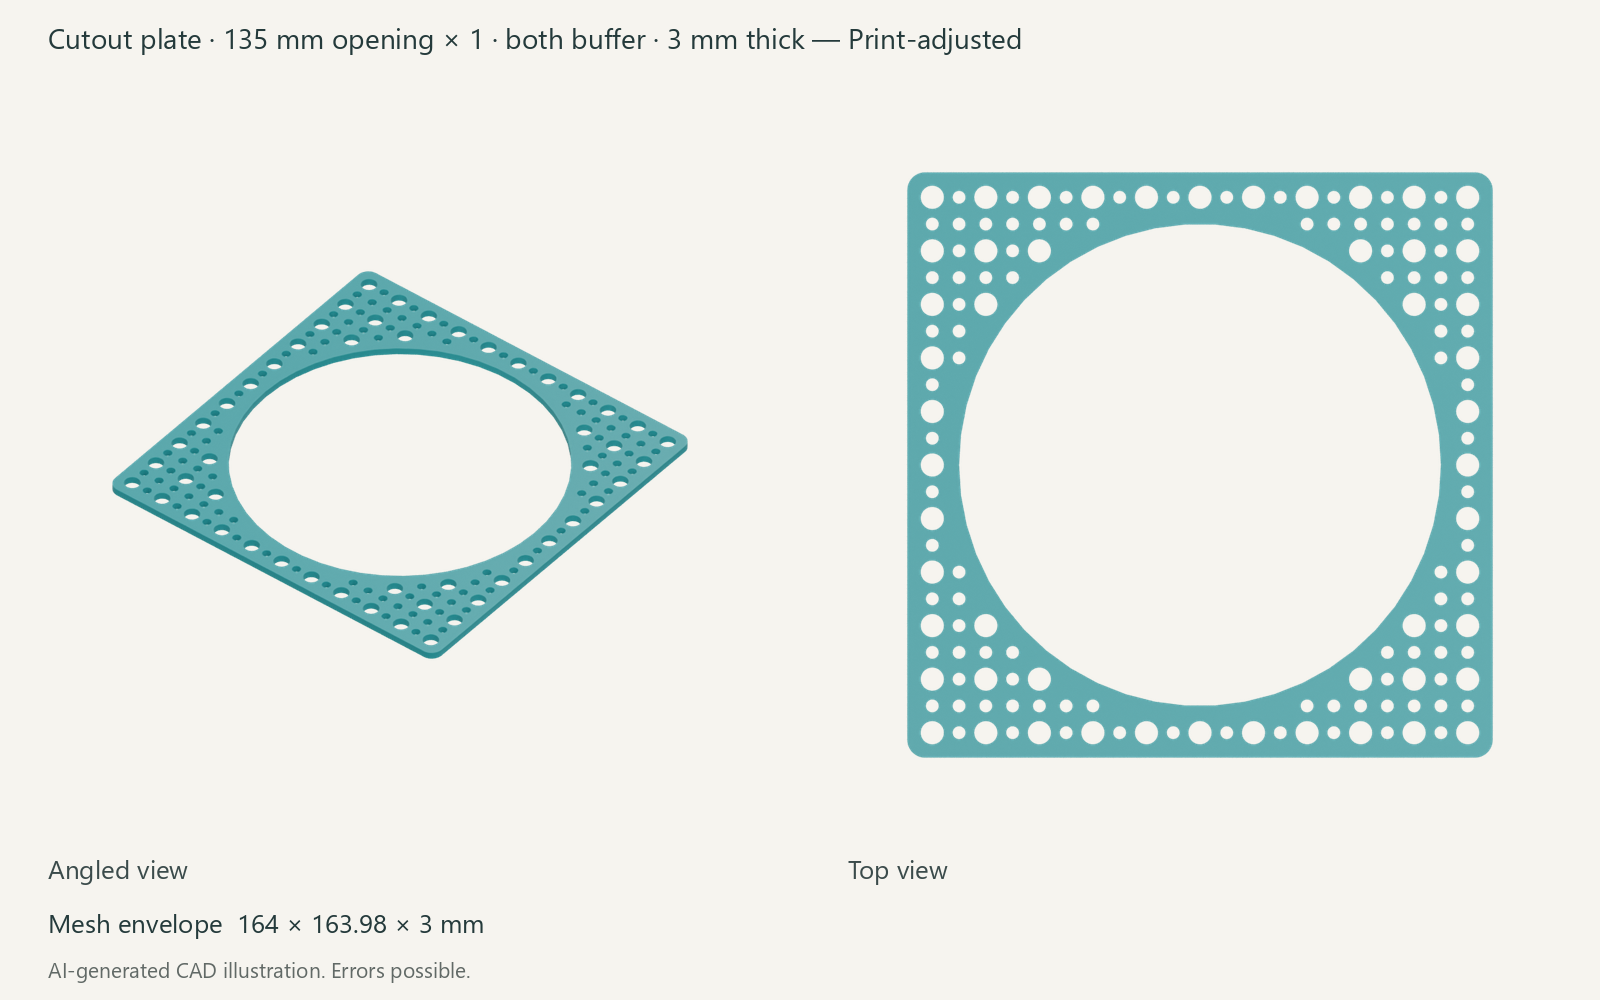 Cutout plate · 135 mm opening × 1 · both buffer · 3 mm thick — Print-adjusted
Angled view
Top view
Mesh envelope 164 × 163.98 × 3 mm
AI-generated CAD illustration. Errors possible.